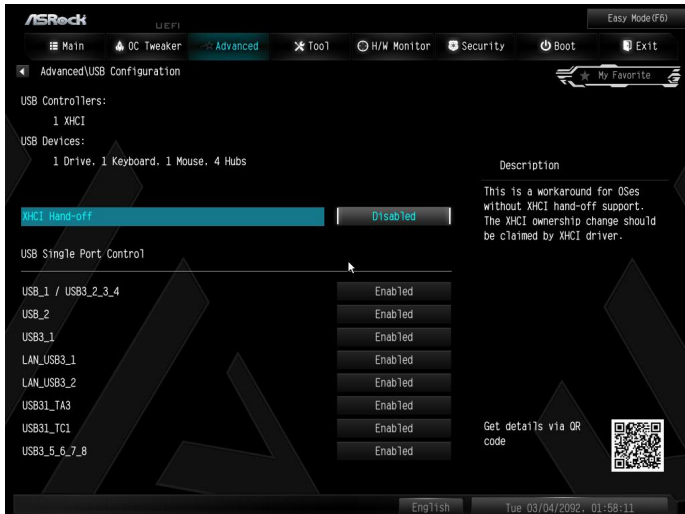 ASRock UEFI
Easy Mode(F6)
Main OC Tweaker Advanced Tool H/W Monitor Security Boot Exit
Advanced\USB Configuration
My Favorite
USB Controllers:
1 XHCI
USB Devices:
1 Drive, 1 Keyboard, 1 Mouse, 4 Hubs
Description
This is a workaround for OSes
without XHCI hand-off support.
The XHCI ownership change should
be claimed by XHCI driver.
XHCI Hand-off Disabled
USB Single Port Control
USB_1 / USB3_2_3_4 Enabled
USB_2 Enabled
USB3_1 Enabled
LAN_USB3_1 Enabled
LAN_USB3_2 Enabled
USB31_TA3 Enabled
USB31_TC1 Enabled
USB3_5_6_7_8 Enabled
Get details via QR
code
English
Tue 03/04/2092, 01:58:11